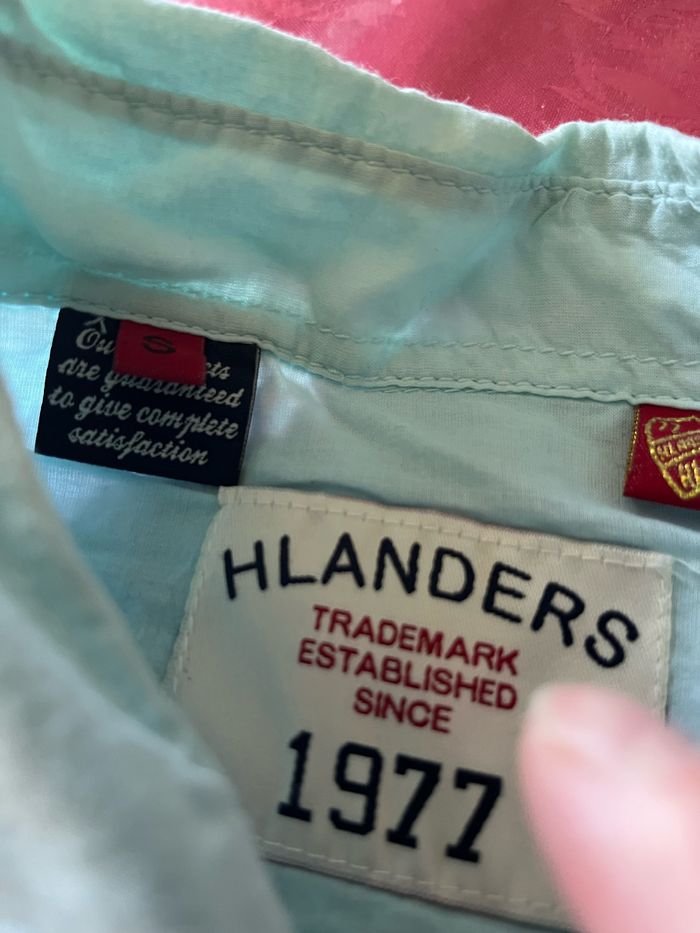 S
are guaranteed
to give complete
satisfaction
HLANDERS
TRADEMARK
ESTABLISHED
SINCE
1977